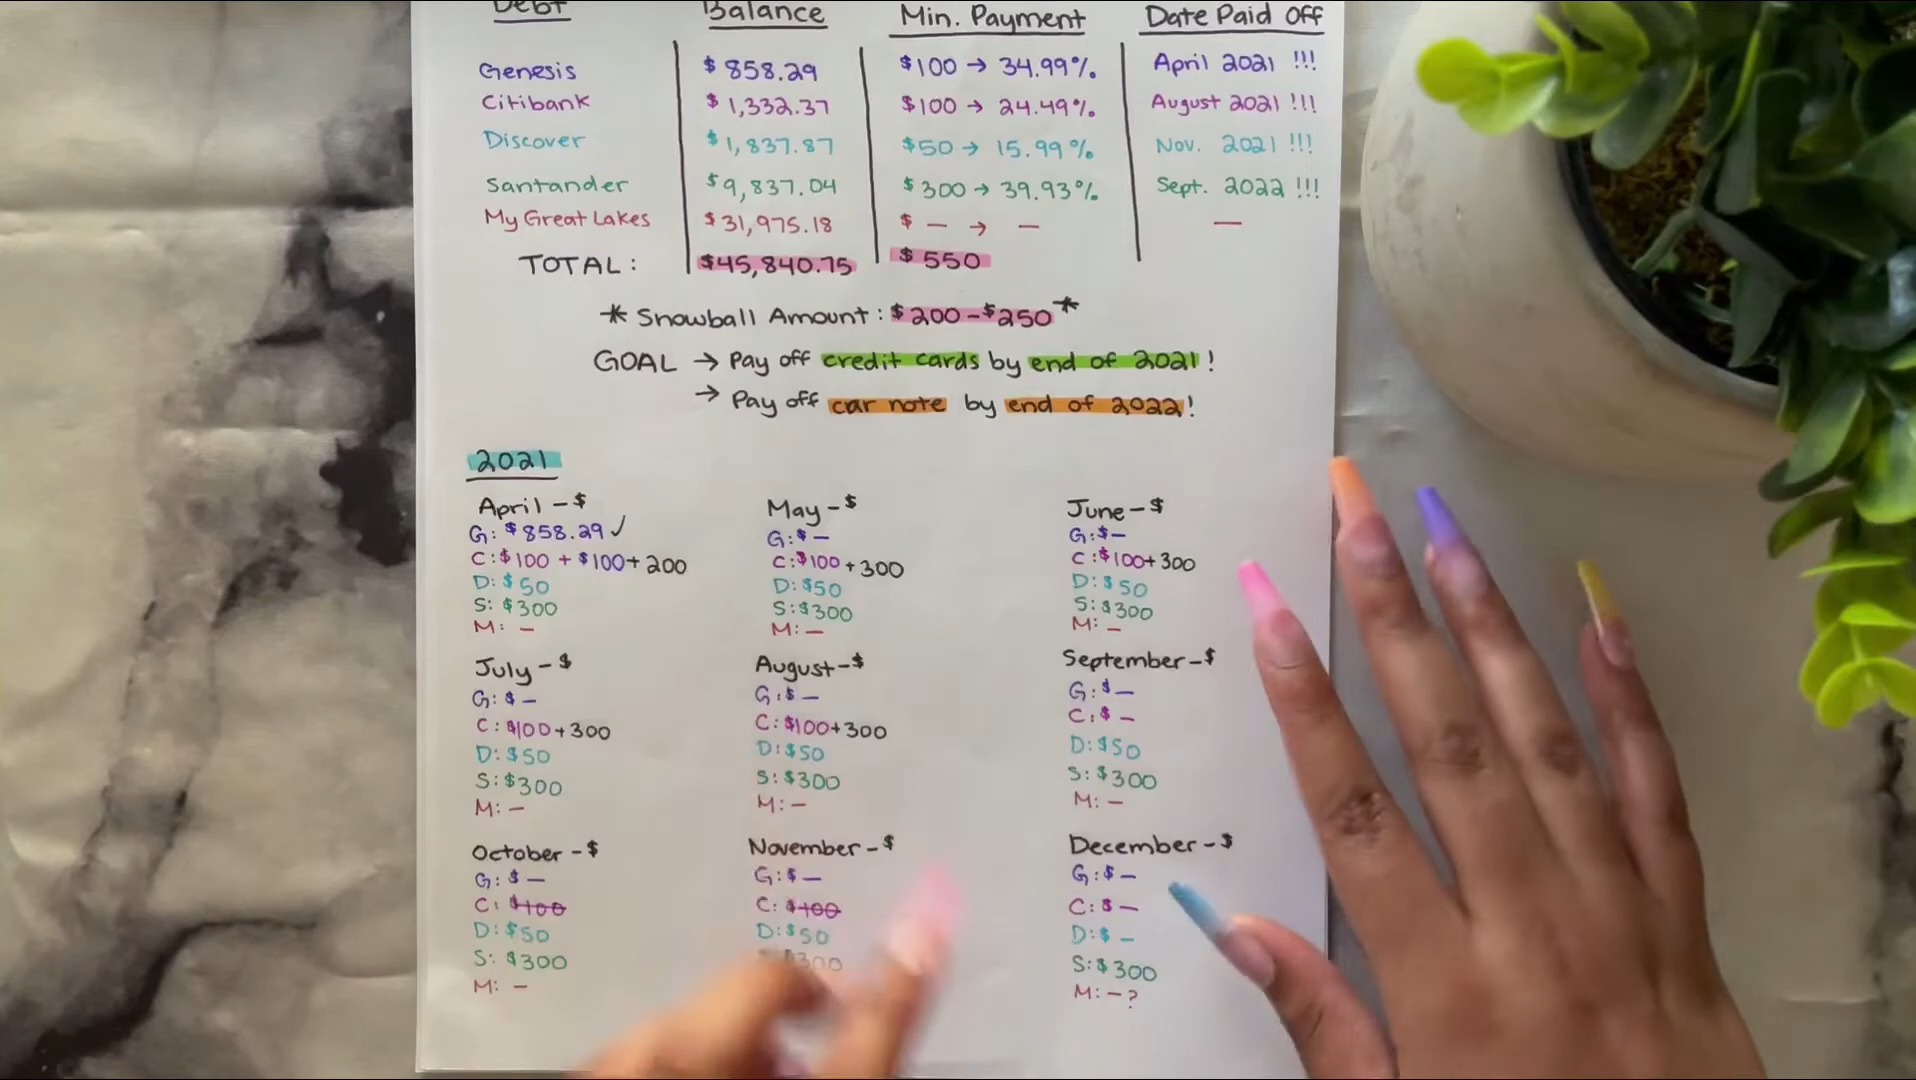 Debt Balance Min. Payment Date Paid Off
Genesis $858.29 $100 → 34.99% April 2021 !!!
Citibank $1,332.37 $100 → 24.49% August 2021 !!!
Discover $1,837.87 $50 → 15.99% Nov. 2021 !!!
Santander $9,837.04 $300 → 39.93% Sept. 2022 !!!
My Great Lakes $31,975.18 $ — → — —
TOTAL: $45,840.75 $550
* Snowball Amount: $200-$250 *
GOAL → Pay off credit cards by end of 2021!
→ Pay off car note by end of 2022!
2021
April - $
G: $858.29 ✓
C: $100 + $100 + 200
D: $50
S: $300
M: -
May - $
G: $ -
C: $100 + 300
D: $50
S: $300
M: -
June - $
G: $ -
C: $100 + 300
D: $50
S: $300
M: -
July - $
G: $ -
C: $100 + 300
D: $50
S: $300
M: -
August - $
G: $ -
C: $100 + 300
D: $50
S: $300
M: -
September - $
G: $ -
C: $ -
D: $50
S: $300
M: -
October - $
G: $ -
C: $100
D: $50
S: $300
M: -
November - $
G: $ -
C: $100
D: $50
S: $300
December - $
G: $ -
C: $ -
D: $ -
S: $300
M: - ?